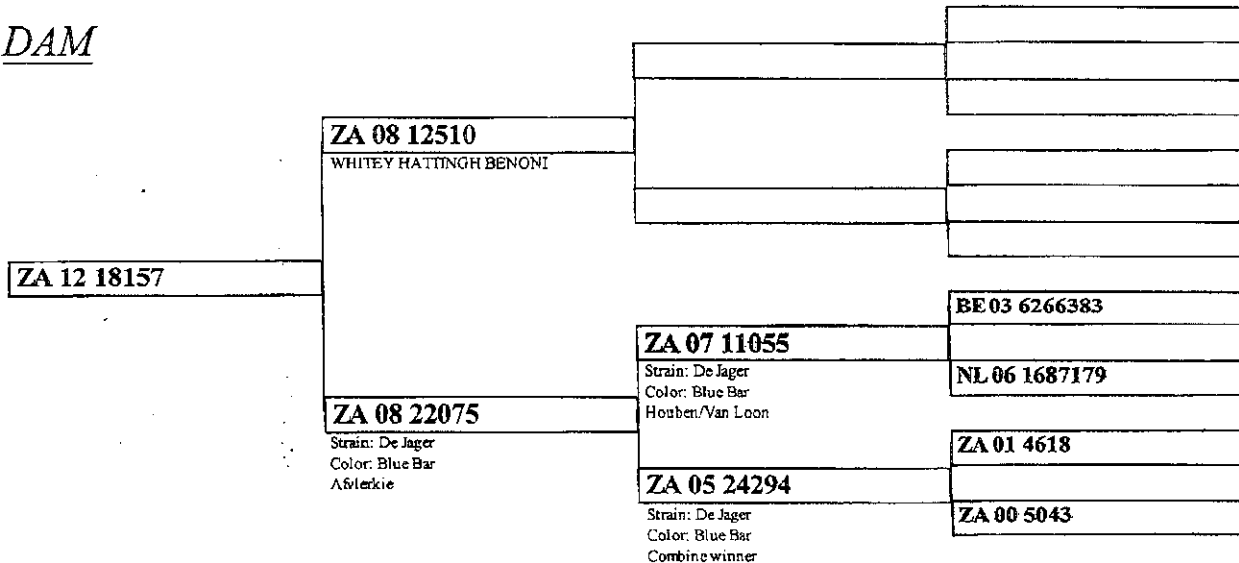 DAM
ZA 12 18157
ZA 08 12510
WHITEY HATTINGH BENONI
ZA 08 22075
Strain: De Jager
Color: Blue Bar
Afvlerkie
ZA 07 11055
Strain: De Jager
Color: Blue Bar
Houben/Van Loon
ZA 05 24294
Strain: De Jager
Color: Blue Bar
Combine winner
BE 03 6266383
NL 06 1687179
ZA 01 4618
ZA 00 5043